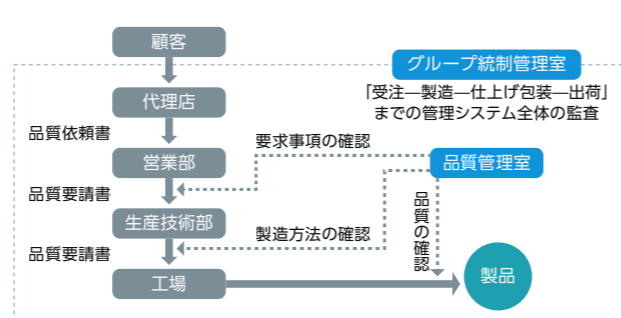 顧客
グループ統制管理室
「受注―製造―仕上げ包装―出荷」
までの管理システム全体の監査
代理店
品質依頼書
要求事項の確認
営業部
品質管理室
品質要請書
品質の確認
生産技術部
製造方法の確認
品質要請書
工場
製品